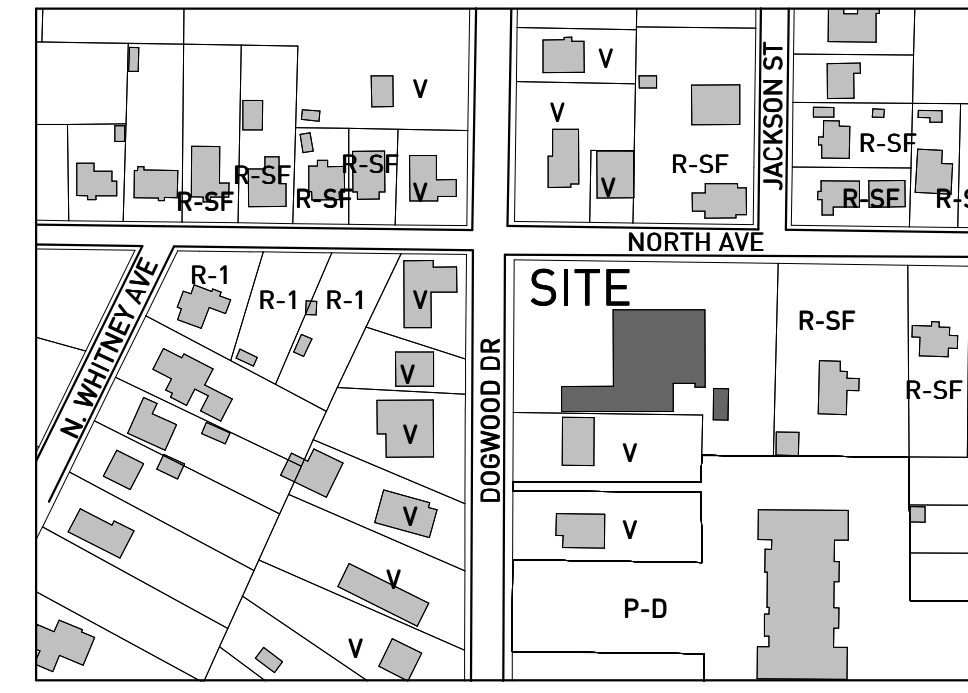 V
V
JACKSON ST
V
R-SF
R-SF
R-SF
R-SF
V
R-SF
R-SF
V
V
R-SF
R-S
NORTH AVE
N. WHITNEY AVE
R-1
R-1
R-1
V
SITE
R-SF
V
DOGWOOD DR
R-SF
V
V
V
V
V
P-D
V